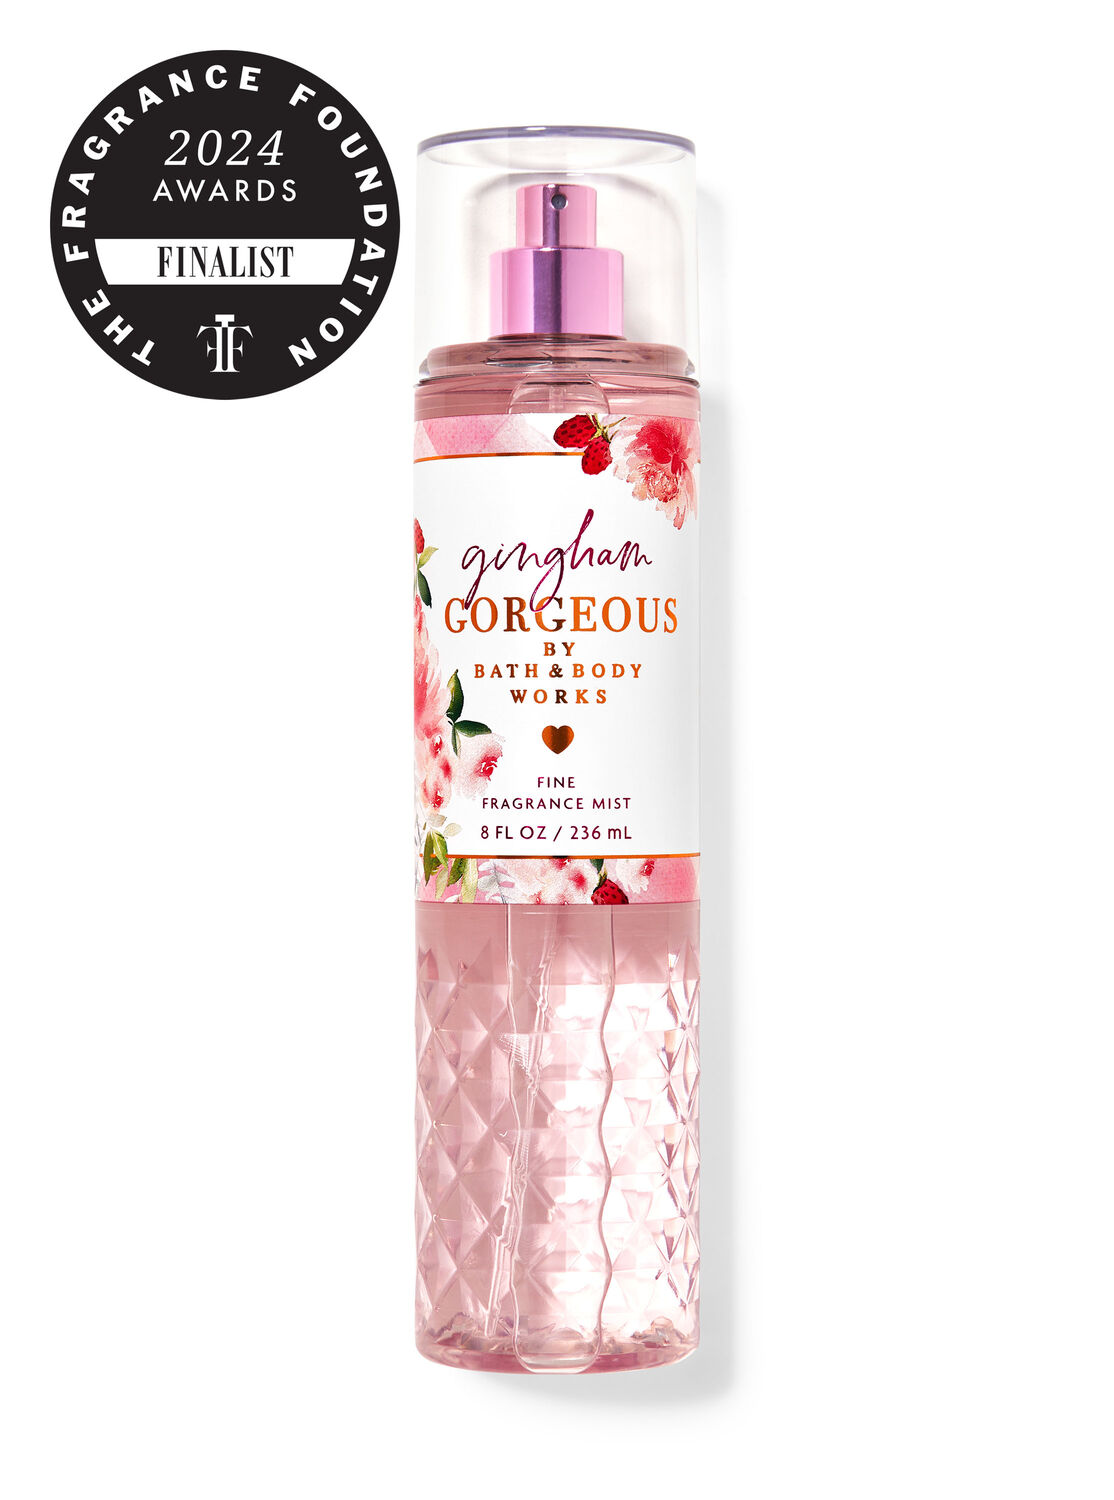 THE FRAGRANCE FOUNDATION
2024
AWARDS
FINALIST
gingham
GORGEOUS
BY
BATH & BODY
WORKS
FINE
FRAGRANCE MIST
8 FL OZ / 236 mL